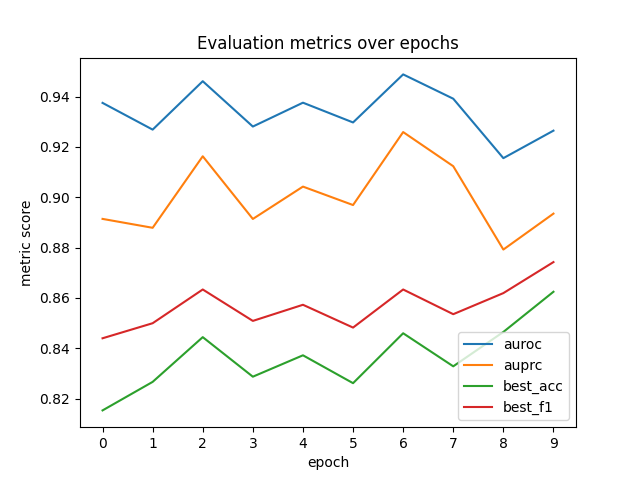 Evaluation metrics over epochs
metric score
0.94
0.92
0.90
0.88
0.86
0.84
0.82
auroc
auprc
best_acc
best_f1
0 1 2 3 4 5 6 7 8 9
epoch